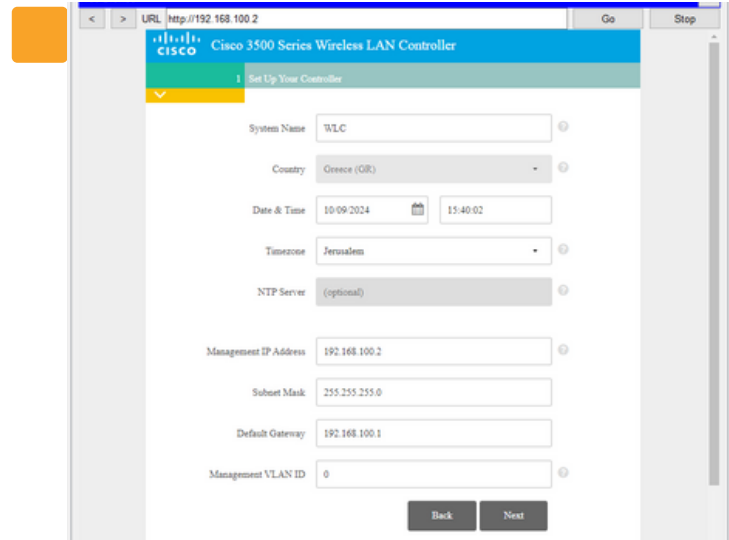 < > URL http://192.168.100.2 Go Stop
CISCO Cisco 3500 Series Wireless LAN Controller
1 Set Up Your Controller
System Name WLC
Country Greece (GR)
Date & Time 10/09/2024 15:40:02
Timezone Jerusalem
NTP Server (optional)
Management IP Address 192.168.100.2
Subnet Mask 255.255.255.0
Default Gateway 192.168.100.1
Management VLAN ID 0
Back Next